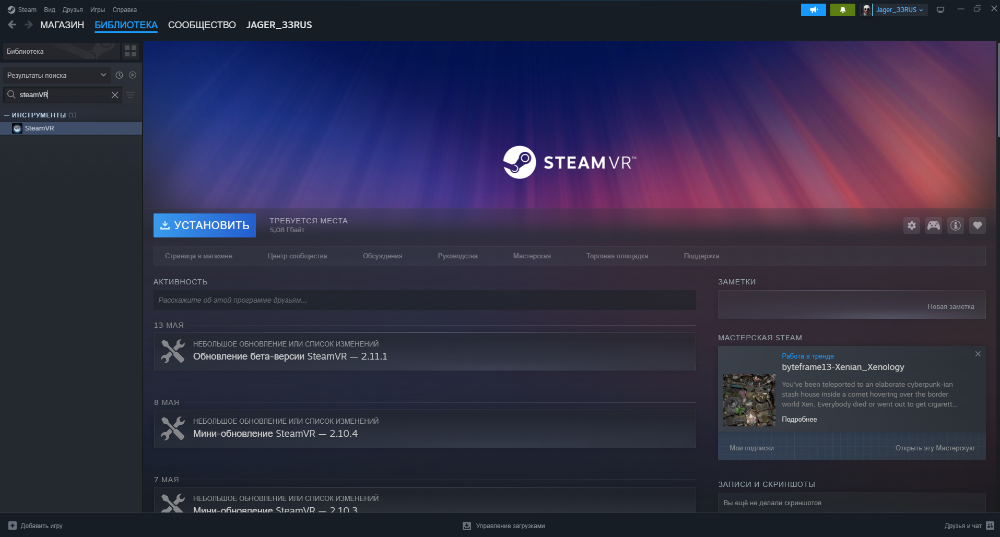 Steam Вид Друзья Игры Справка
Jager_33RUS
МАГАЗИН БИБЛИОТЕКА СООБЩЕСТВО JAGER_33RUS
Библиотека
Результаты поиска
steamVR
— ИНСТРУМЕНТЫ (1)
VR SteamVR
STEAM VR™
УСТАНОВИТЬ
ТРЕБУЕТСЯ МЕСТА
5,08 Гбайт
Страница в магазине Центр сообщества Обсуждения Руководства Мастерская Торговая площадка Поддержка
АКТИВНОСТЬ
Расскажите об этой программе друзьям...
13 МАЯ
НЕБОЛЬШОЕ ОБНОВЛЕНИЕ ИЛИ СПИСОК ИЗМЕНЕНИЙ
Обновление бета-версии SteamVR — 2.11.1
8 МАЯ
НЕБОЛЬШОЕ ОБНОВЛЕНИЕ ИЛИ СПИСОК ИЗМЕНЕНИЙ
Мини-обновление SteamVR — 2.10.4
7 МАЯ
НЕБОЛЬШОЕ ОБНОВЛЕНИЕ ИЛИ СПИСОК ИЗМЕНЕНИЙ
Мини-обновление SteamVR — 2.10.3
ЗАМЕТКИ
Новая заметка
МАСТЕРСКАЯ STEAM
Работа в тренде
byteframe13-Xenian_Xenology
You've been teleported to an elaborate cyberpunk-ian
stash house inside a comet hovering over the border
world Xen. Everybody died or went out to get cigarett...
Подробнее
Мои подписки Открыть эту Мастерскую
ЗАПИСИ И СКРИНШОТЫ
Вы ещё не делали скриншотов
Добавить игру Управление загрузками Друзья и чат